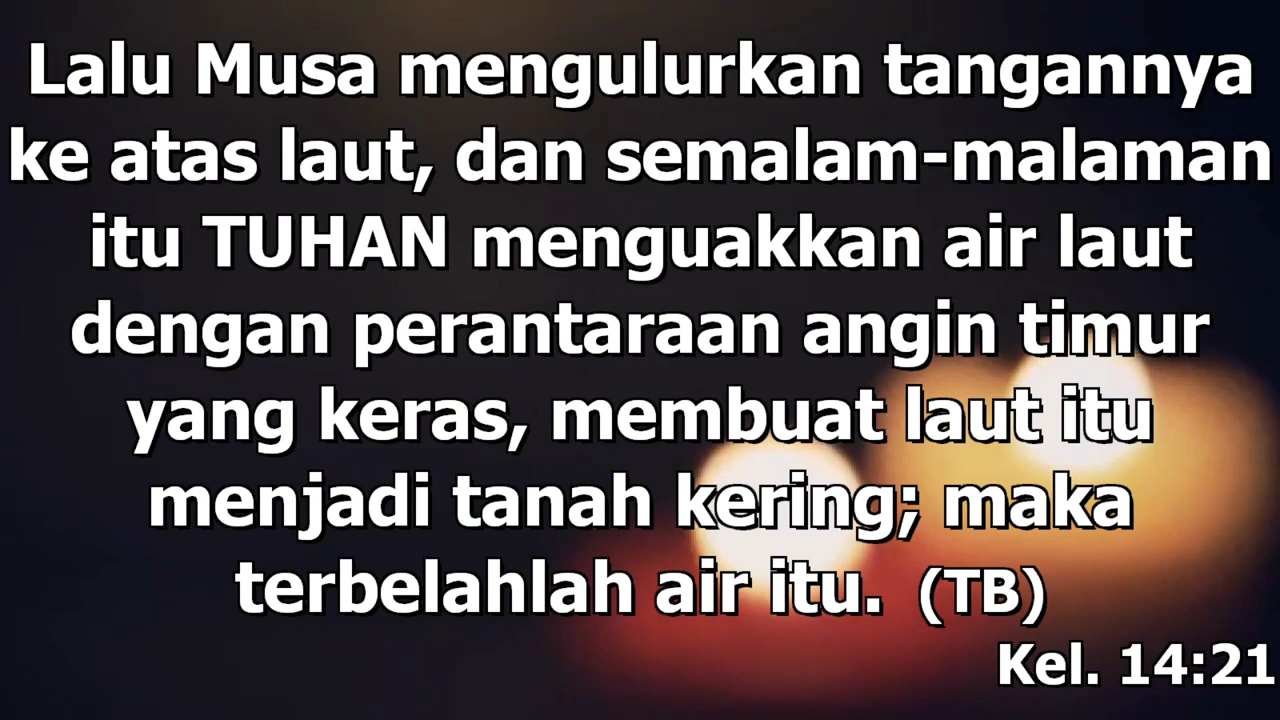 Lalu Musa mengulurkan tangannya
ke atas laut, dan semalam-malaman
itu TUHAN menguakkan air laut
dengan perantaraan angin timur
yang keras, membuat laut itu
menjadi tanah kering; maka
terbelahlah air itu. (TB)
Kel. 14:21